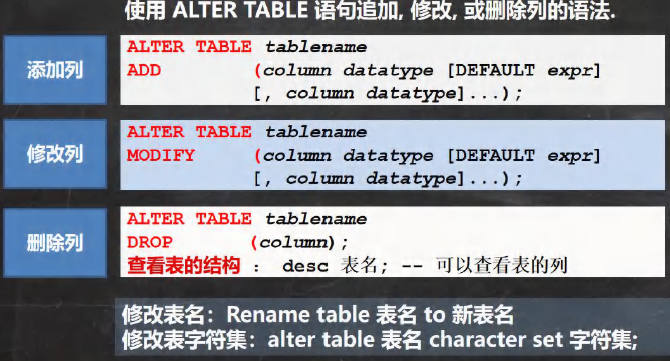 使用 ALTER TABLE 语句追加, 修改, 或删除列的语法.
添加列
ALTER TABLE tablename
ADD (column datatype [DEFAULT expr]
[, column datatype]...);
修改列
ALTER TABLE tablename
MODIFY (column datatype [DEFAULT expr]
[, column datatype]...);
删除列
ALTER TABLE tablename
DROP (column);
查看表的结构 : desc 表名; -- 可以查看表的列
修改表名：Rename table 表名 to 新表名
修改表字符集：alter table 表名 character set 字符集;